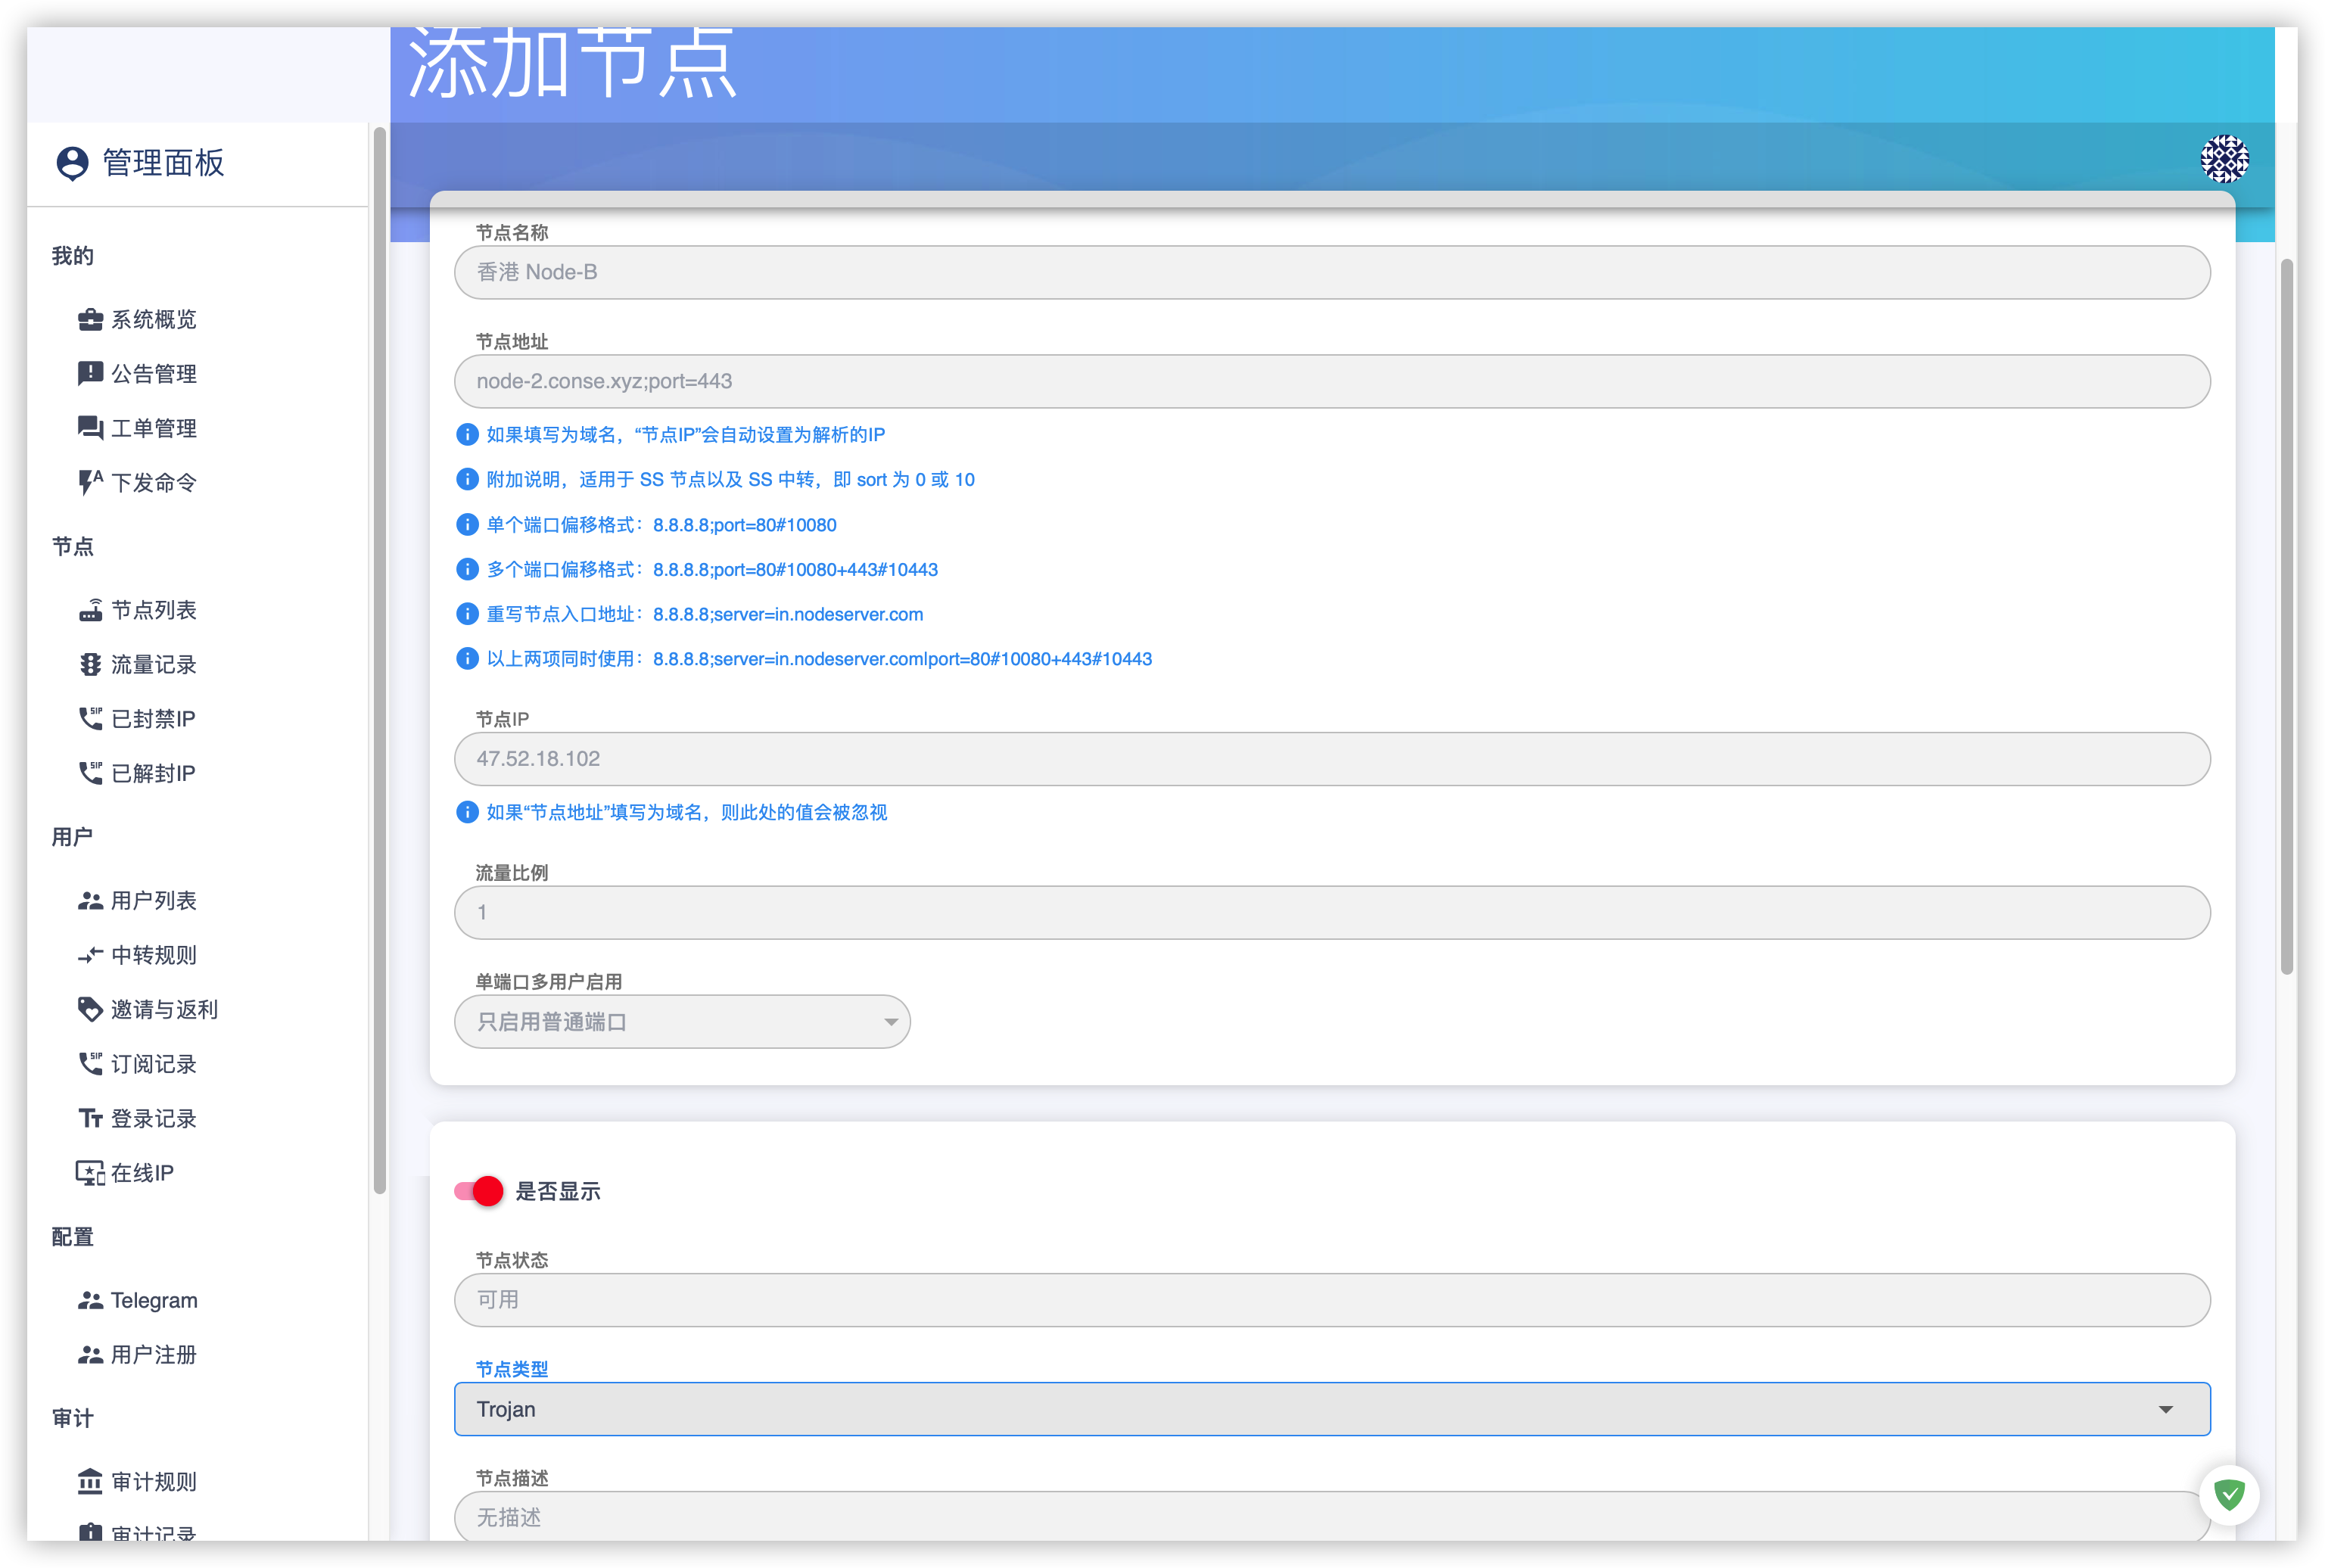 添加节点
管理面板
我的
系统概览
公告管理
工单管理
下发命令
节点
节点列表
流量记录
已封禁IP
已解封IP
用户
用户列表
中转规则
邀请与返利
订阅记录
登录记录
在线IP
配置
Telegram
用户注册
审计
审计规则
审计记录
节点名称
香港 Node-B
节点地址
node-2.conse.xyz;port=443
如果填写为域名，“节点IP”会自动设置为解析的IP
附加说明，适用于 SS 节点以及 SS 中转，即 sort 为 0 或 10
单个端口偏移格式：8.8.8.8;port=80#10080
多个端口偏移格式：8.8.8.8;port=80#10080+443#10443
重写节点入口地址：8.8.8.8;server=in.nodeserver.com
以上两项同时使用：8.8.8.8;server=in.nodeserver.com|port=80#10080+443#10443
节点IP
47.52.18.102
如果“节点地址”填写为域名，则此处的值会被忽视
流量比例
1
单端口多用户启用
只启用普通端口
是否显示
节点状态
可用
节点类型
Trojan
节点描述
无描述